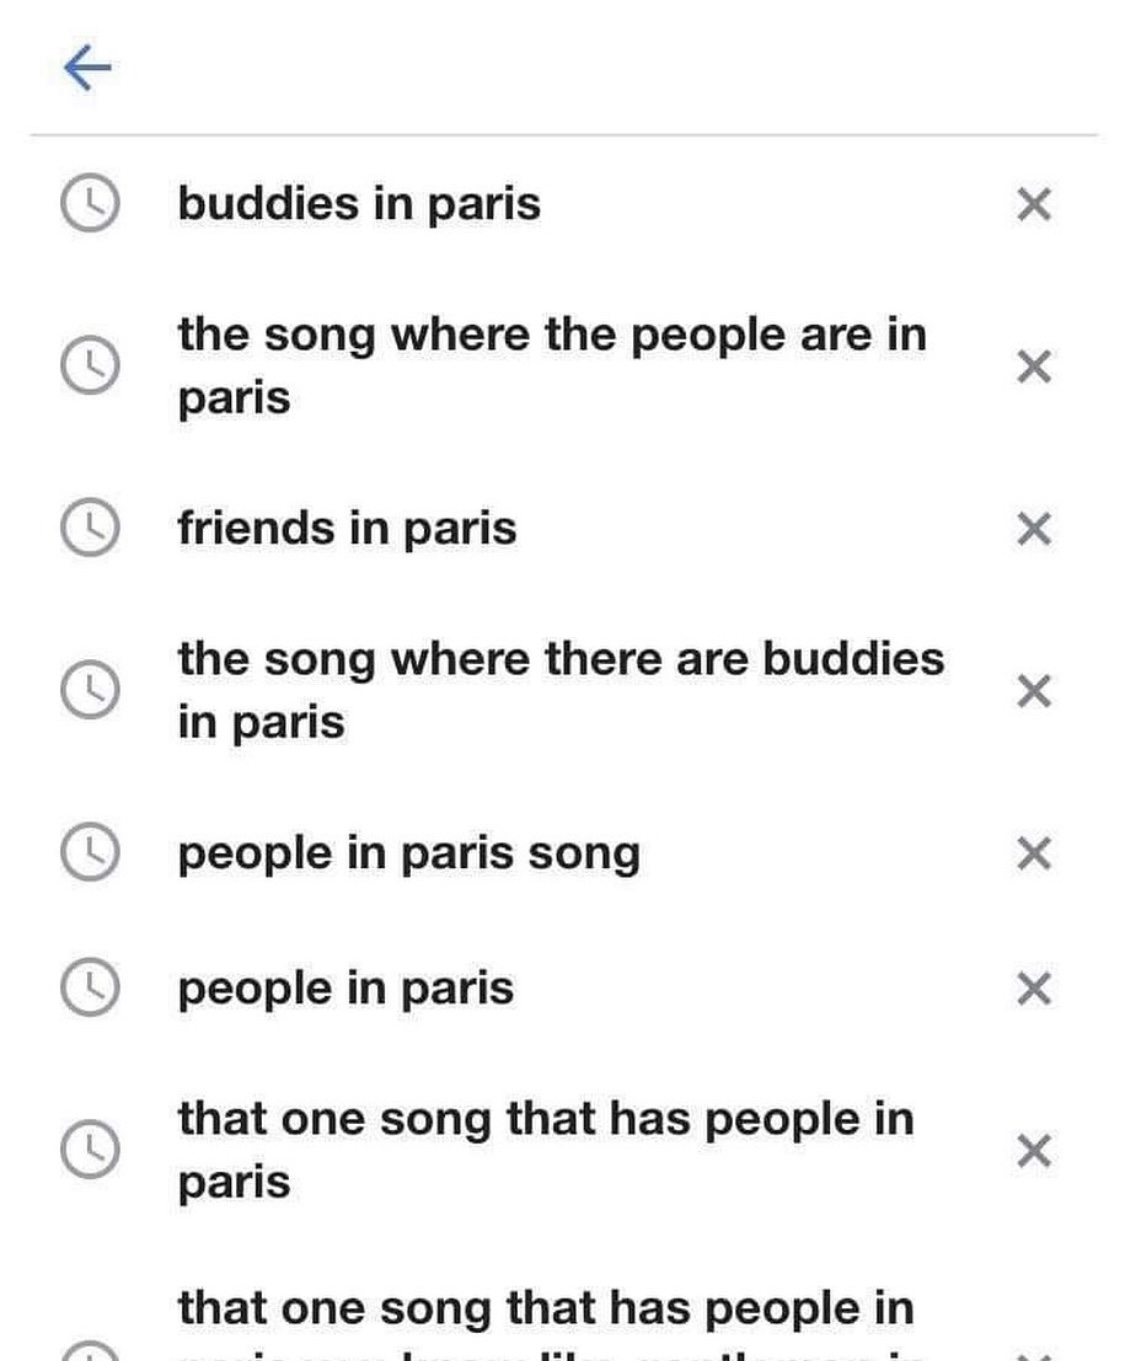 buddies in paris
the song where the people are in
paris
friends in paris
the song where there are buddies
in paris
people in paris song
people in paris
that one song that has people in
paris
that one song that has people in